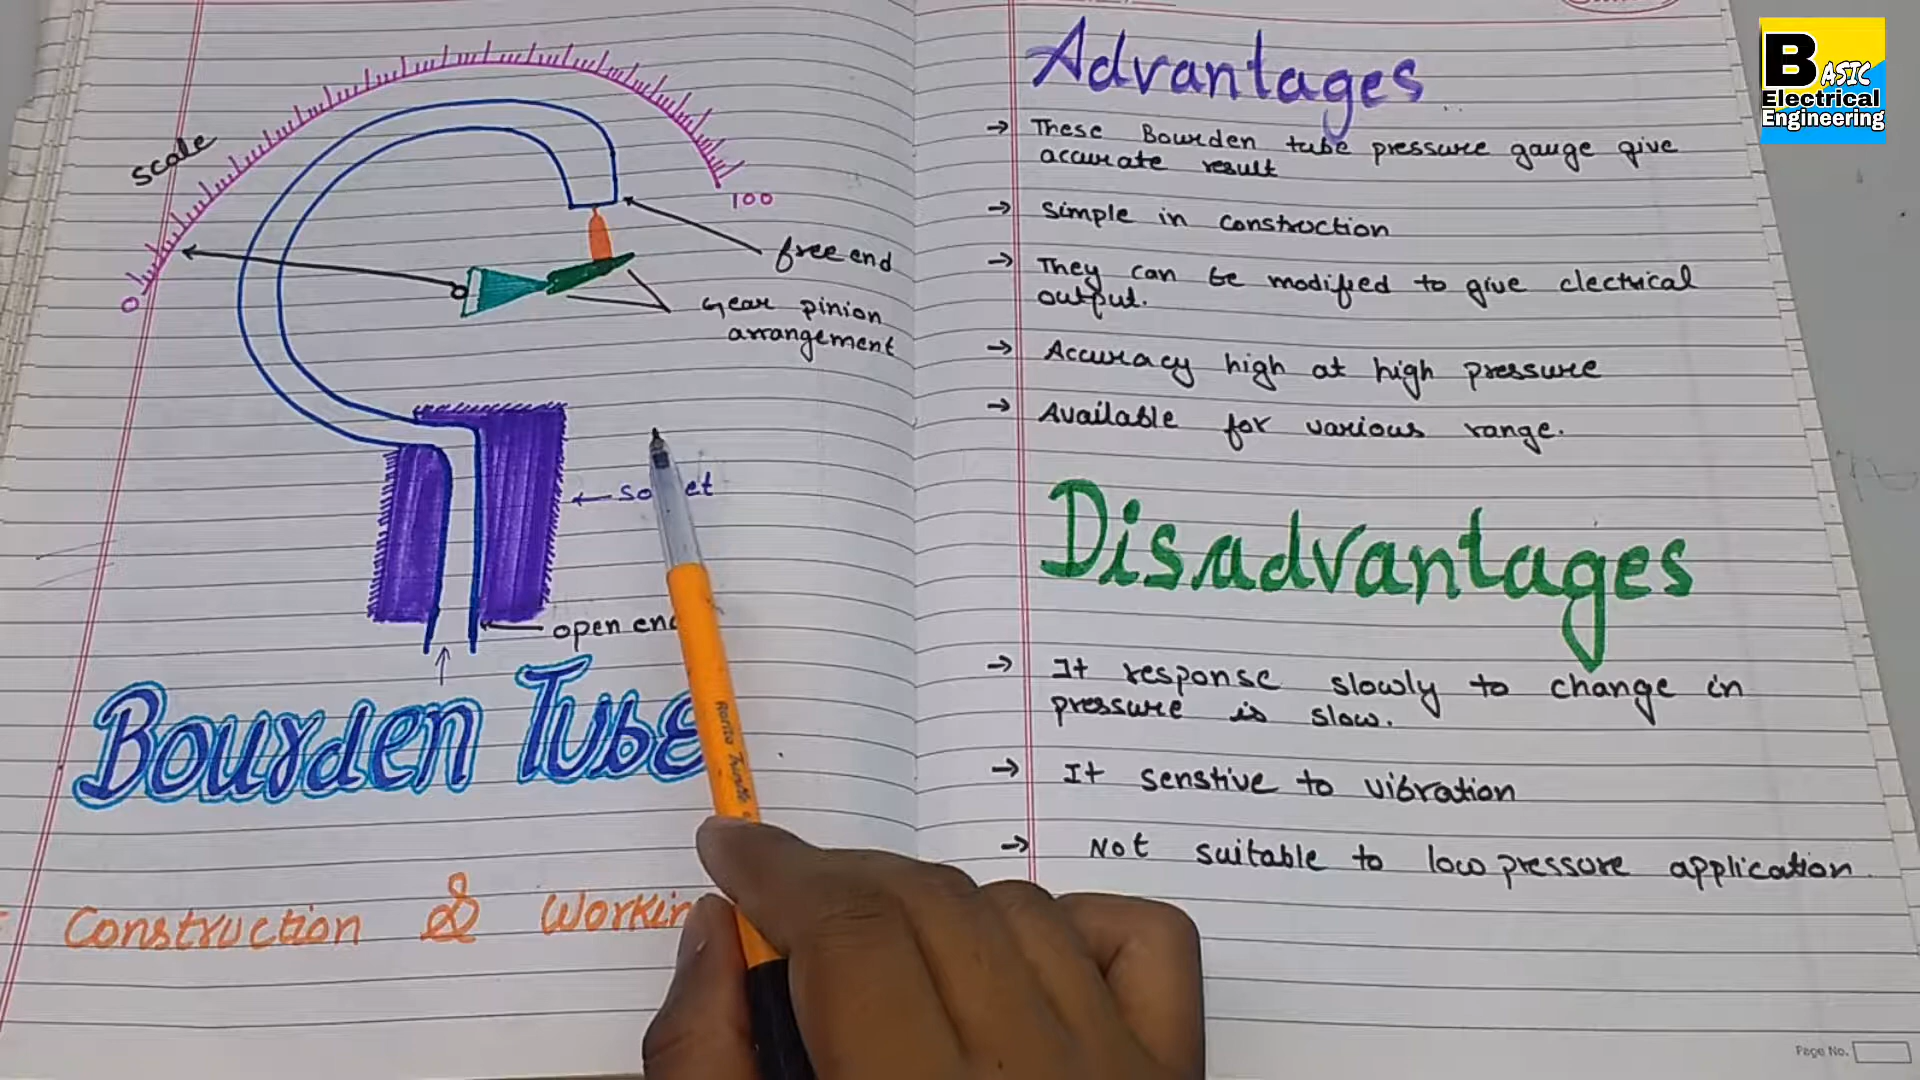 scale
0
100
free end
Gear pinion
arrangement
open end
Bourden Tube
Construction & Workin
Advantages
→ These Bourden tube pressure gauge give
accurate result
→ Simple in construction
→ They can be modified to give electrical
output.
→ Accuracy high at high pressure
→ Available for various range.
Disadvantages
→ It response slowly to change in
pressure is slow.
→ It senstive to vibration
→ Not suitable to low pressure application
BASIC
Electrical
Engineering
Page No.